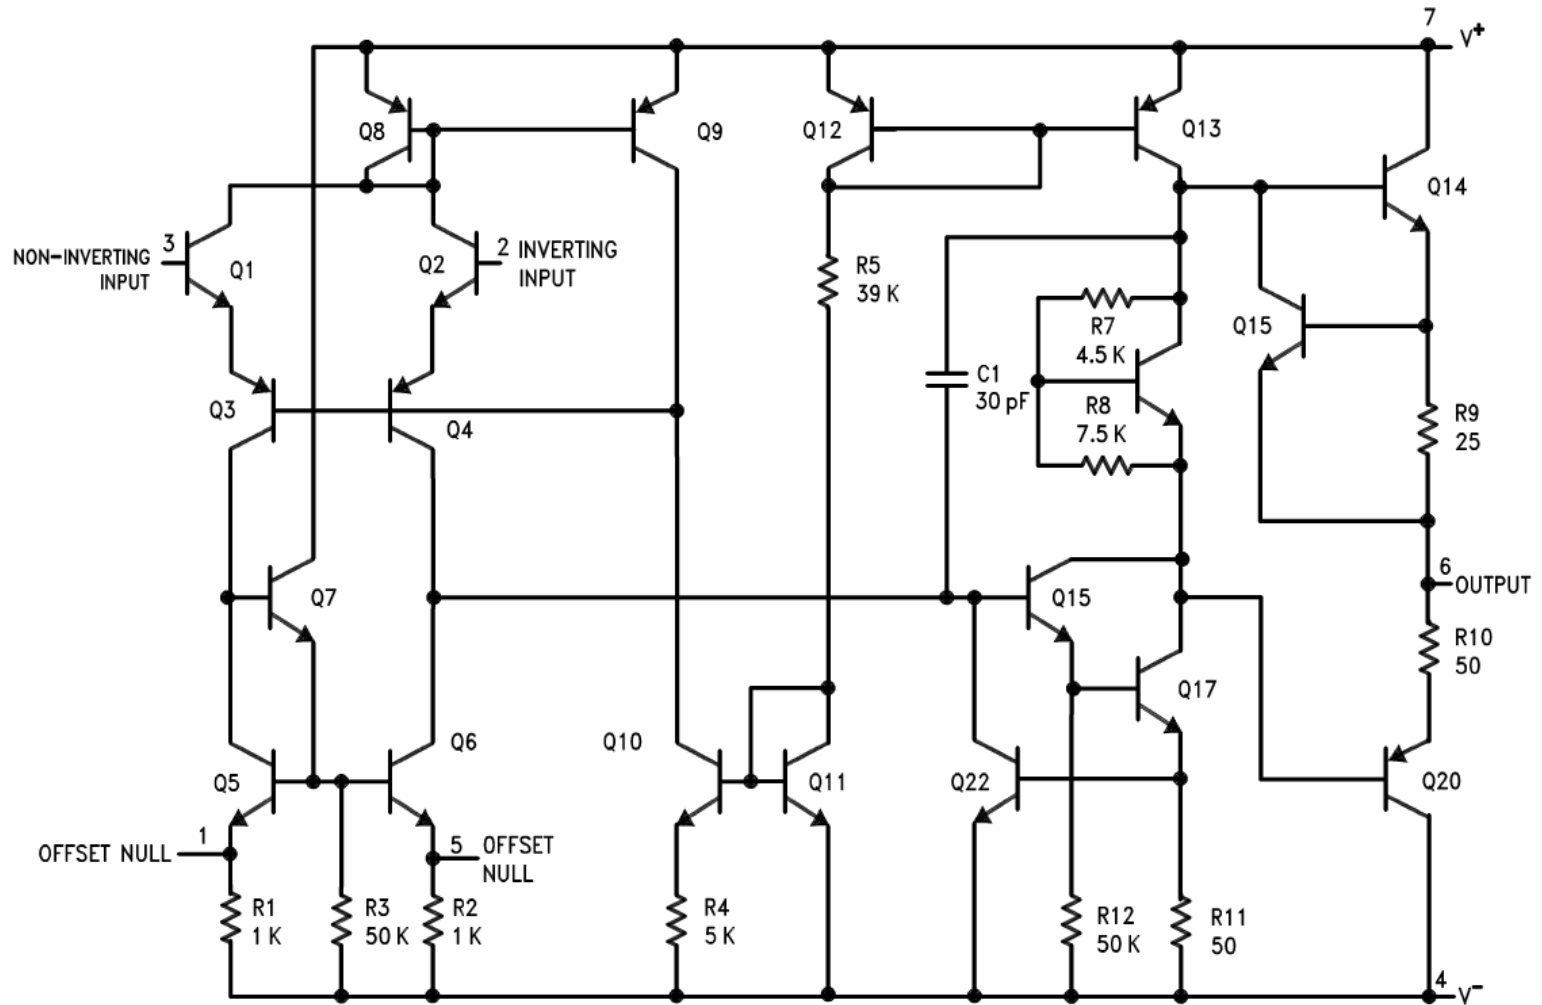 7
V+
Q8
Q9
Q12
Q13
Q14
NON-INVERTING
INPUT
3
Q1
Q2
2 INVERTING
INPUT
R5
39 K
Q15
R7
4.5 K
C1
30 pF
R8
7.5 K
Q3
Q4
R9
25
Q7
Q15
6
OUTPUT
R10
50
Q17
Q5
Q6
Q10
Q11
Q22
Q20
OFFSET NULL
1
5 OFFSET
NULL
R1
1 K
R3
50 K
R2
1 K
R4
5 K
R12
50 K
R11
50
4
V-